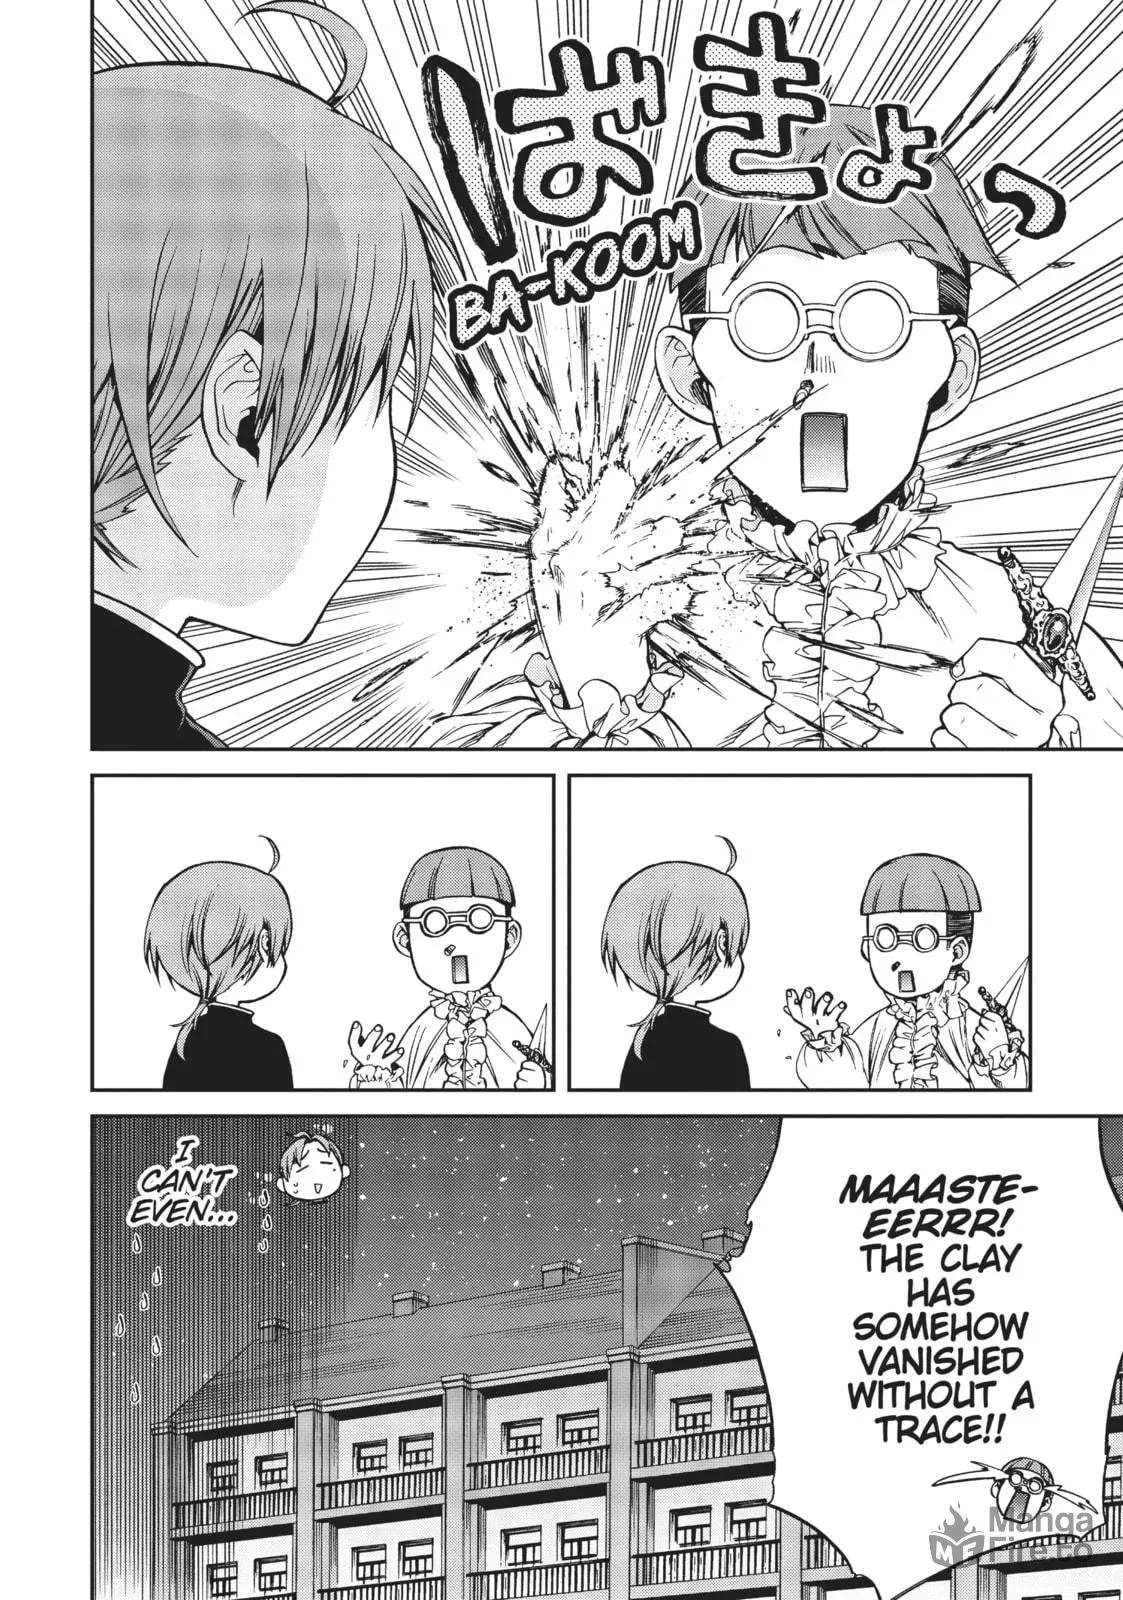 ばきょっ
BA-KOOM
MAAASTE-
EERRR!
THE CLAY
HAS
SOMEHOW
VANISHED
WITHOUT A
TRACE!!
I
CAN'T
EVEN...
Manga
Fire.to
MF